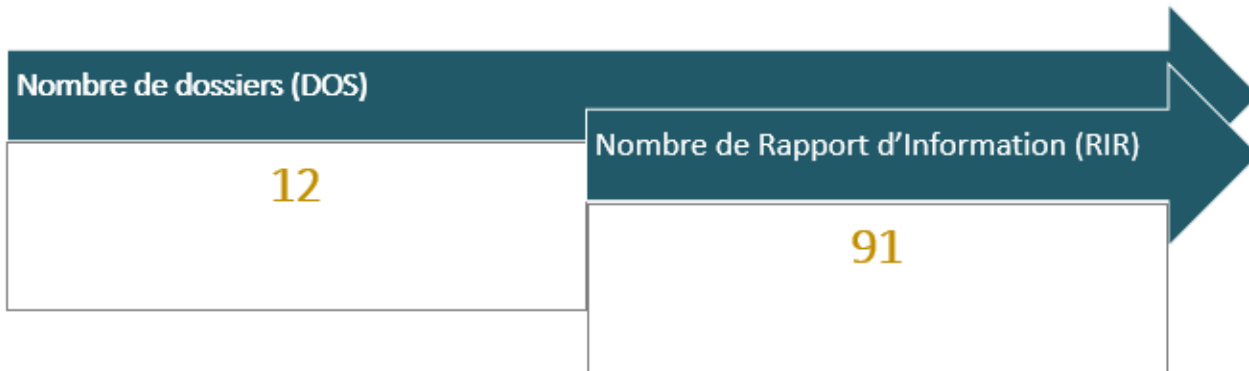 Nombre de dossiers (DOS)
12
Nombre de Rapport d'Information (RIR)
91